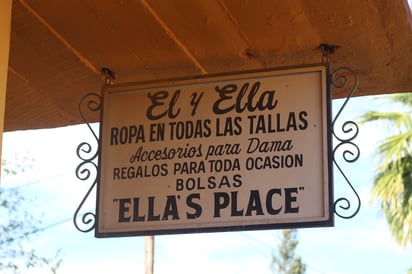 El y Ella
ROPA EN TODAS LAS TALLAS
Accesorios para Dama
REGALOS PARA TODA OCASION
BOLSAS
"ELLA'S PLACE"